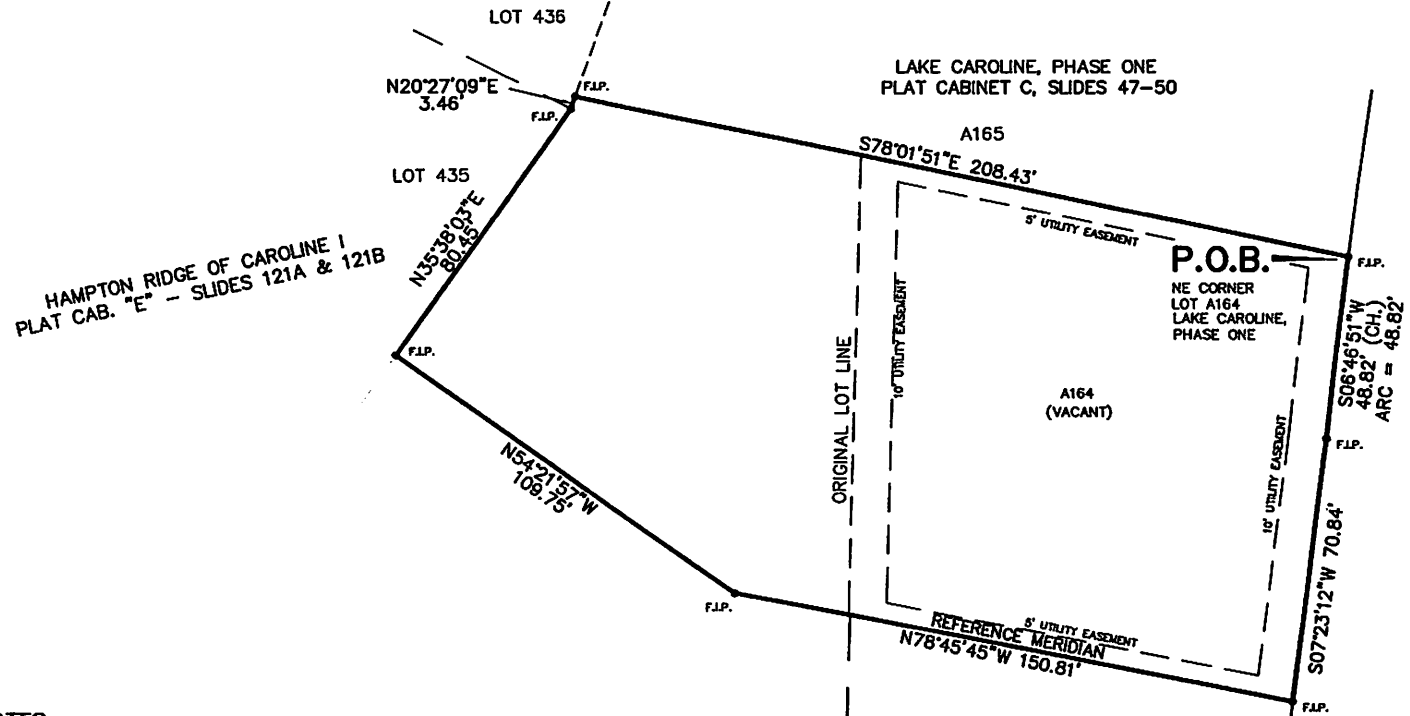 LOT 436
LAKE CAROLINE, PHASE ONE
PLAT CABINET C, SLIDES 47-50
N20°27'09"E
3.46'
F.I.P.
F.I.P.
A165
S78°01'51"E 208.43'
LOT 435
5' UTILITY EASEMENT
N35°38'03"E
80.45'
HAMPTON RIDGE OF CAROLINE I
PLAT CAB. "E" - SLIDES 121A & 121B
P.O.B.
F.I.P.
NE CORNER
LOT A164
LAKE CAROLINE,
PHASE ONE
S06°46'51"W
48.82' (CH.)
ARC = 48.82'
F.I.P.
10' UTILITY EASEMENT
ORIGINAL LOT LINE
A164
(VACANT)
F.I.P.
10' UTILITY EASEMENT
N54°21'57"W
109.75'
S07°23'12"W 70.84'
F.I.P.
5' UTILITY EASEMENT
REFERENCE MERIDIAN
N78°45'45"W 150.81'
F.I.P.